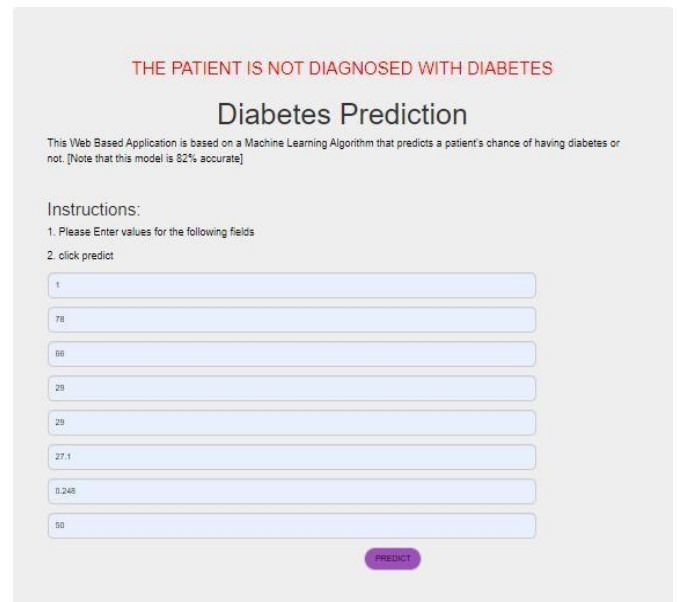 THE PATIENT IS NOT DIAGNOSED WITH DIABETES
Diabetes Prediction
This Web Based Application is based on a Machine Learning Algorithm that predicts a patient's chance of having diabetes or
not. [Note that this model is 82% accurate]
Instructions:
1. Please Enter values for the following fields
2. click predict
1
78
66
29
29
27.1
0.248
50
PREDICT